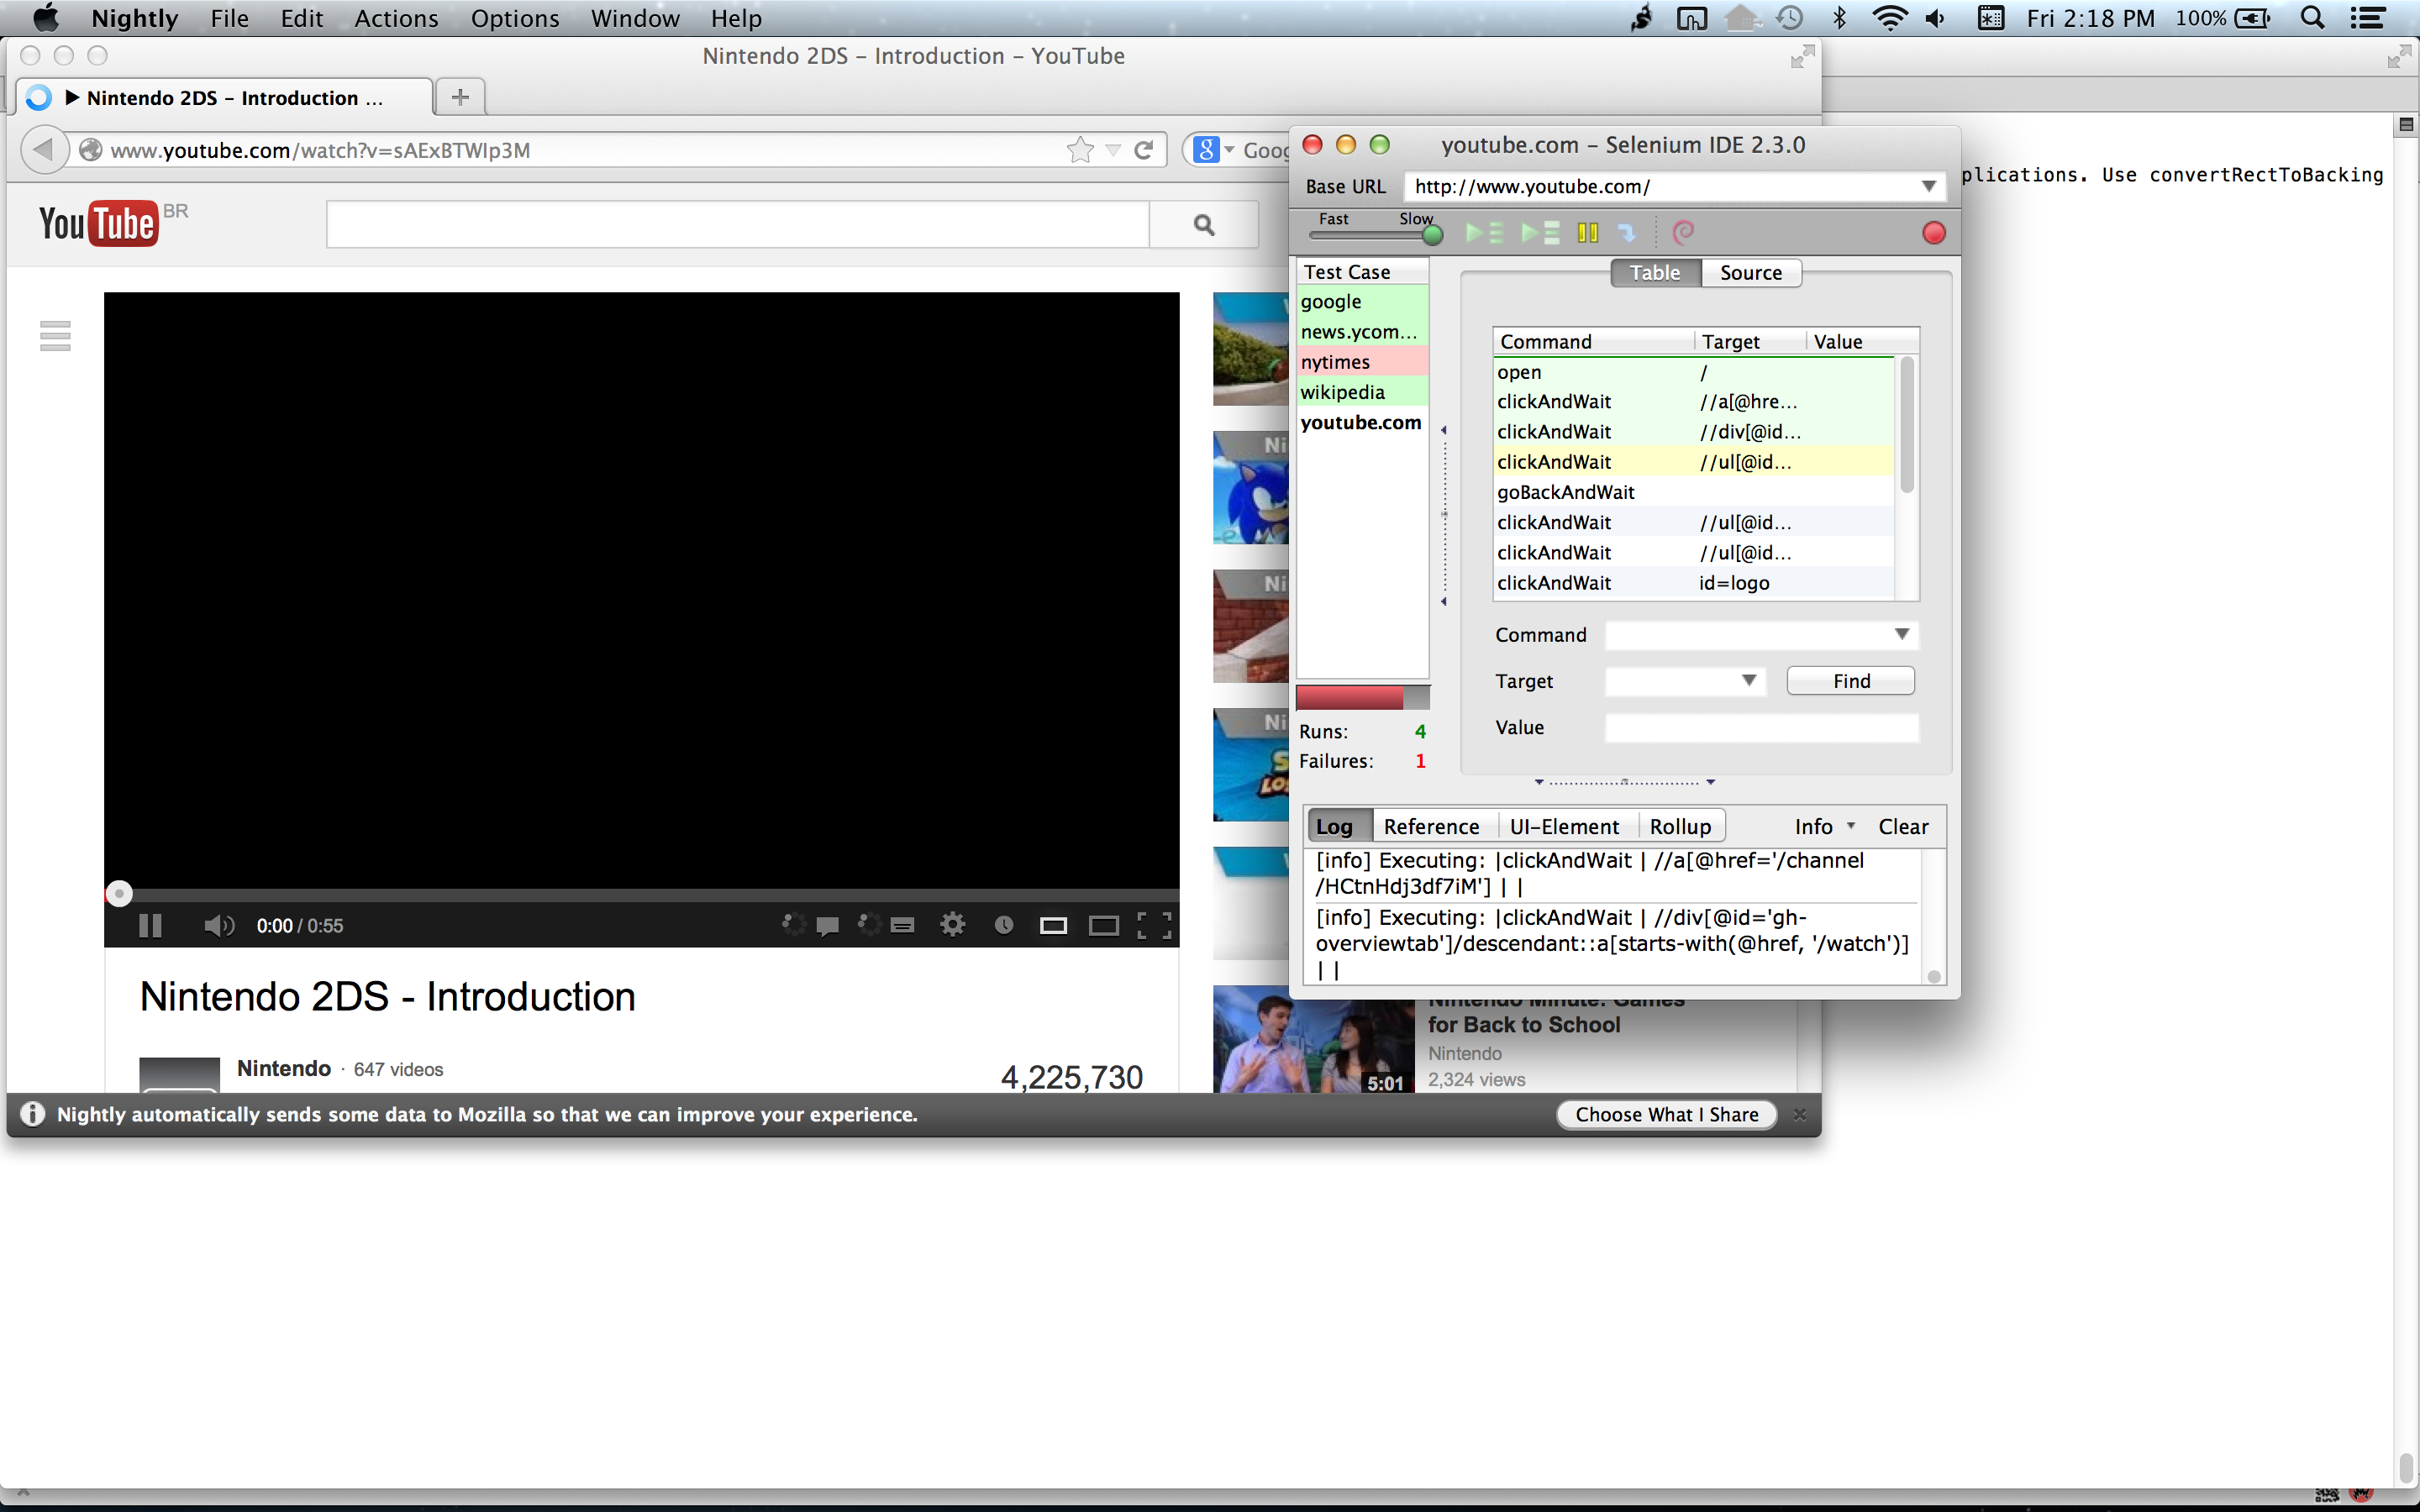 Nightly File Edit Actions Options Window Help
Fri 2:18 PM 100%
Nintendo 2DS - Introduction - YouTube
▶ Nintendo 2DS - Introduction ...
www.youtube.com/watch?v=sAExBTWIp3M
YouTube BR
plications. Use convertRectToBacking
youtube.com - Selenium IDE 2.3.0
Base URL http://www.youtube.com/
Fast Slow
Test Case
google
news.ycom...
nytimes
wikipedia
youtube.com
Runs: 4
Failures: 1
Table Source
Command Target Value
open /
clickAndWait //a[@hre...
clickAndWait //div[@id...
clickAndWait //ul[@id...
goBackAndWait
clickAndWait //ul[@id...
clickAndWait //ul[@id...
clickAndWait id=logo
Command
Target Find
Value
Log Reference UI-Element Rollup Info Clear
[info] Executing: |clickAndWait | //a[@href='/channel
/HCtnHdj3df7iM'] | |
[info] Executing: |clickAndWait | //div[@id='gh-
overviewtab']/descendant::a[starts-with(@href, '/watch')]
| |
0:00 / 0:55
Nintendo 2DS - Introduction
Nintendo · 647 videos
4,225,730
Nintendo Minute: Games
for Back to School
Nintendo
2,324 views
5:01
Nightly automatically sends some data to Mozilla so that we can improve your experience.
Choose What I Share